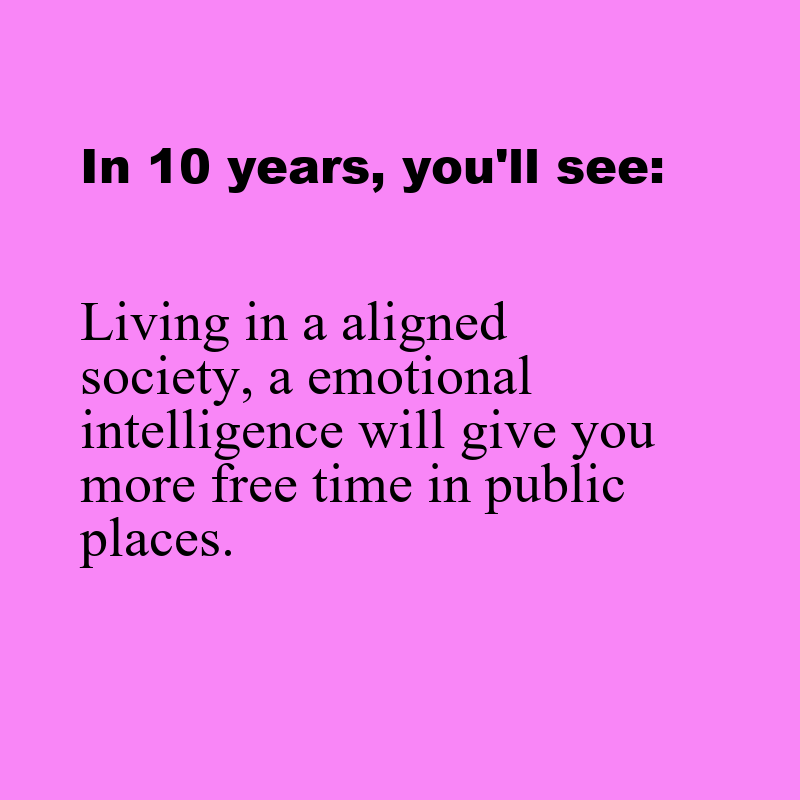 In 10 years, you'll see:
Living in a aligned
society, a emotional
intelligence will give you
more free time in public
places.